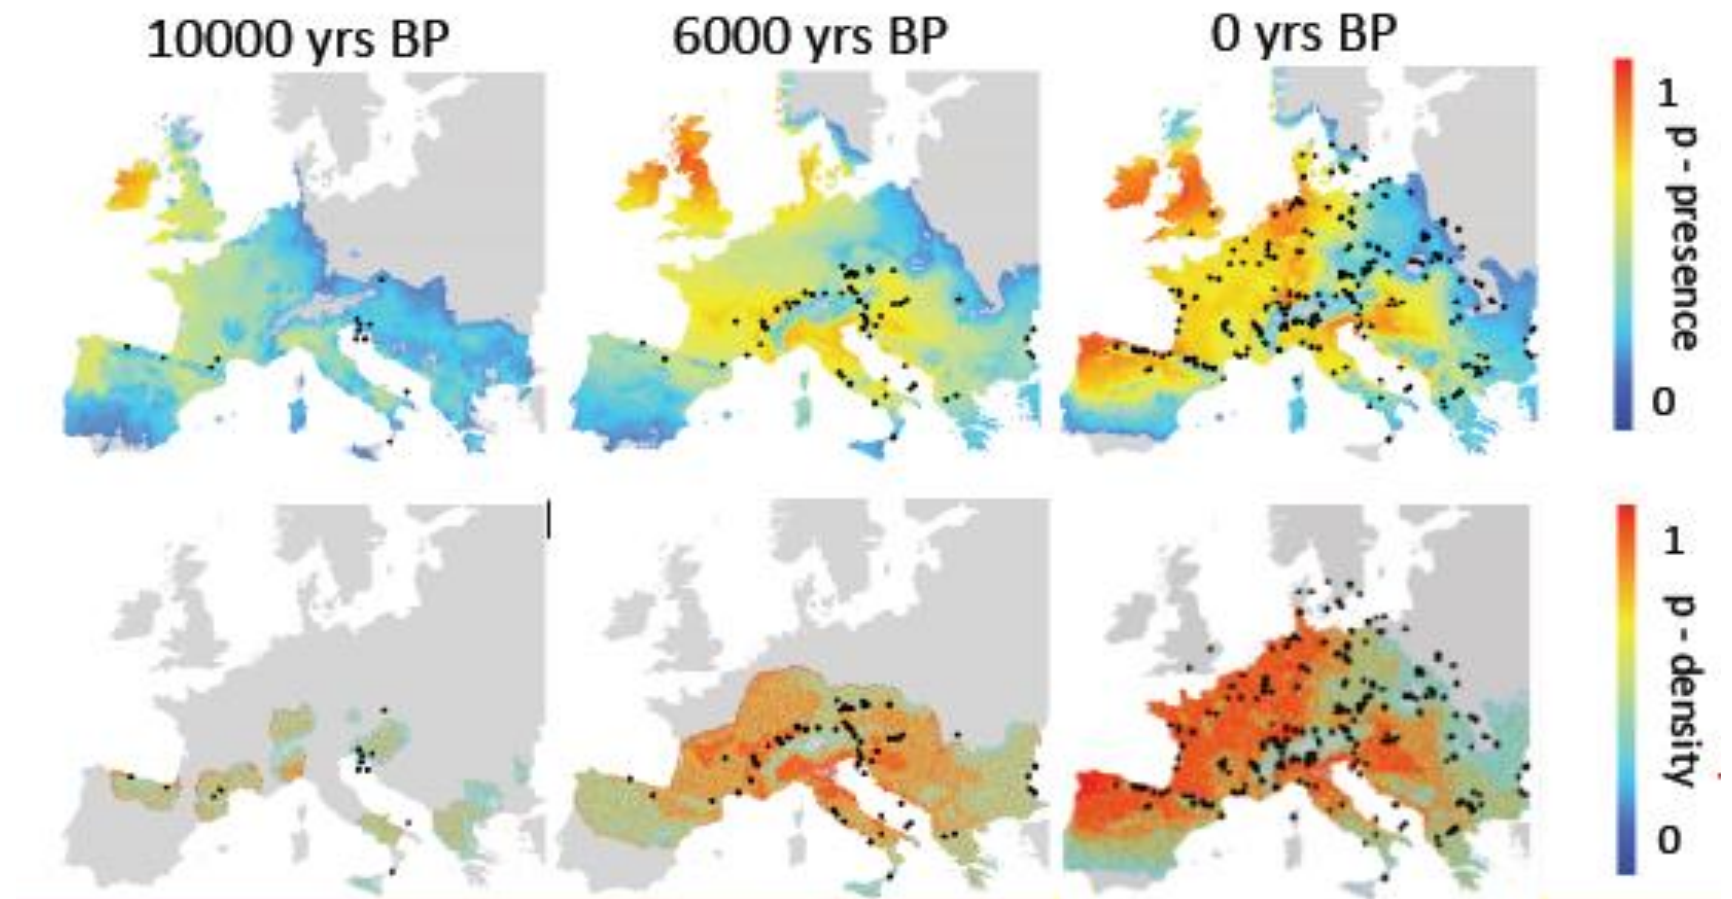 10000 yrs BP
6000 yrs BP
0 yrs BP
1
p - presence
0
1
p - density
0